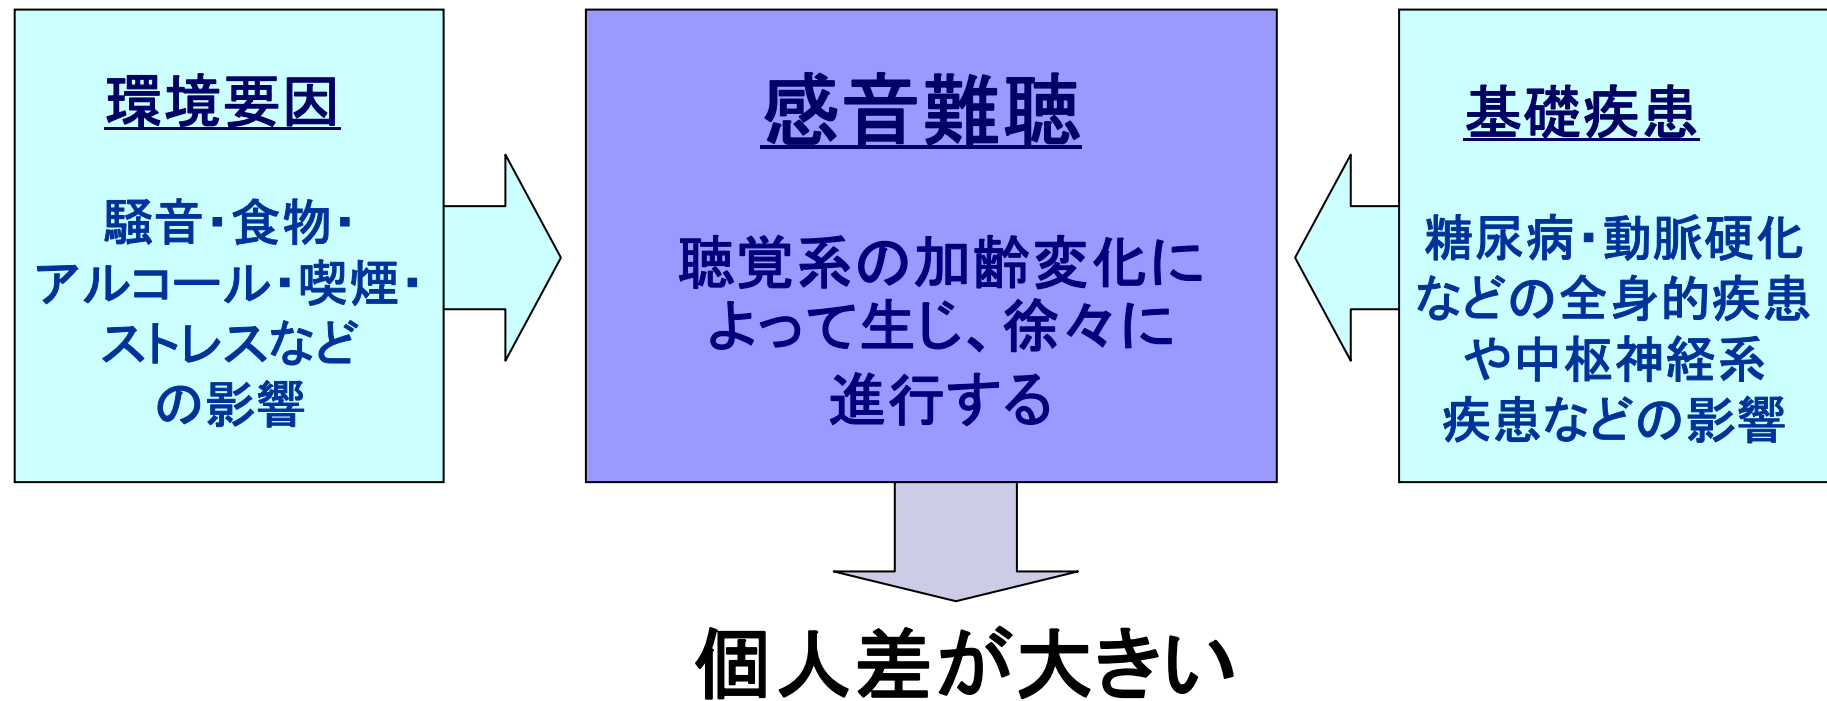 環境要因
騒音・食物・
アルコール・喫煙・
ストレスなど
の影響
感音難聴
聴覚系の加齢変化に
よって生じ、徐々に
進行する
基礎疾患
糖尿病・動脈硬化
などの全身的疾患
や中枢神経系
疾患などの影響
個人差が大きい